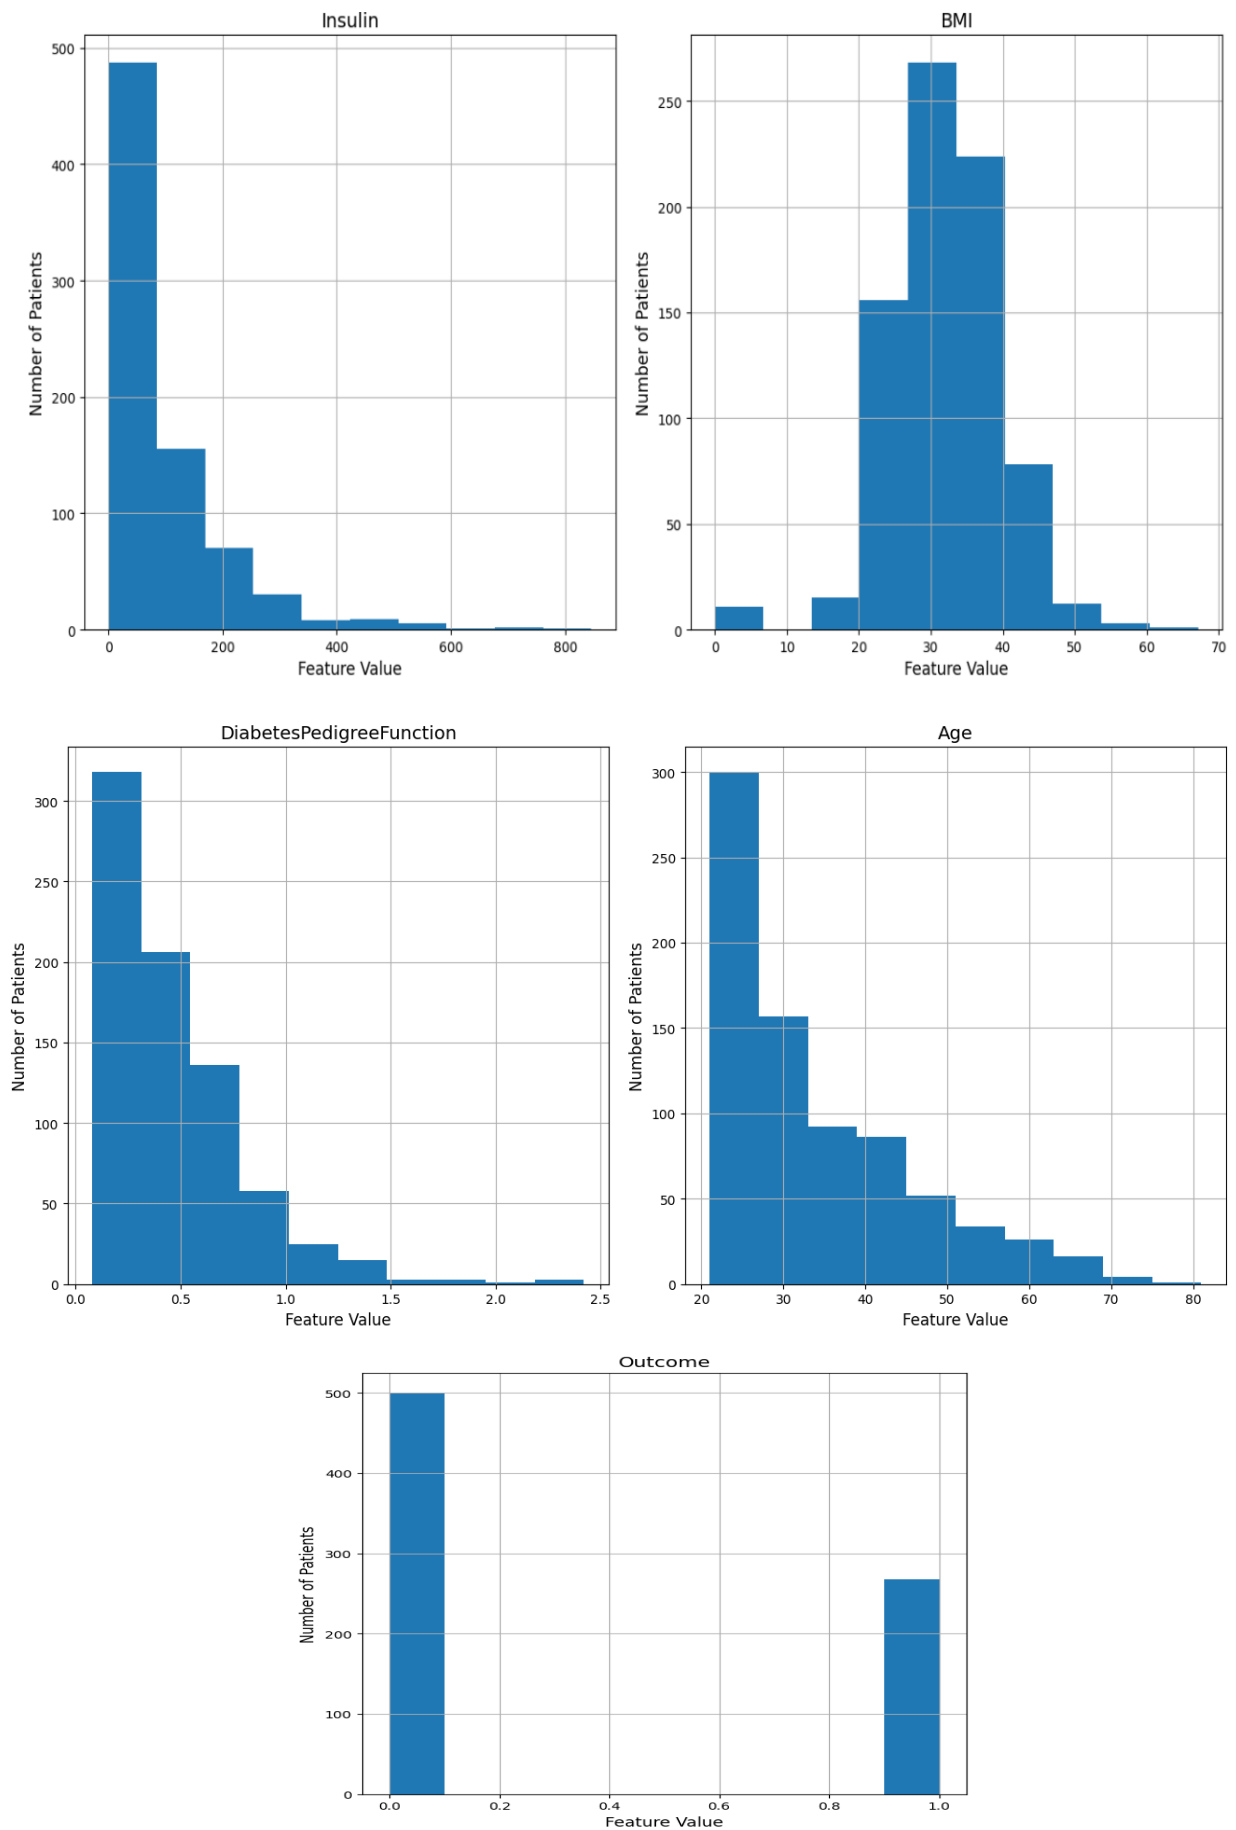 Insulin
500
400
300
200
100
0
Number of Patients
0 200 400 600 800
Feature Value
BMI
250
200
150
100
50
0
Number of Patients
0 10 20 30 40 50 60 70
Feature Value
DiabetesPedigreeFunction
300
250
200
150
100
50
0
Number of Patients
0.0 0.5 1.0 1.5 2.0 2.5
Feature Value
Age
300
250
200
150
100
50
0
Number of Patients
20 30 40 50 60 70 80
Feature Value
Outcome
500
400
300
200
100
0
Number of Patients
0.0 0.2 0.4 0.6 0.8 1.0
Feature Value